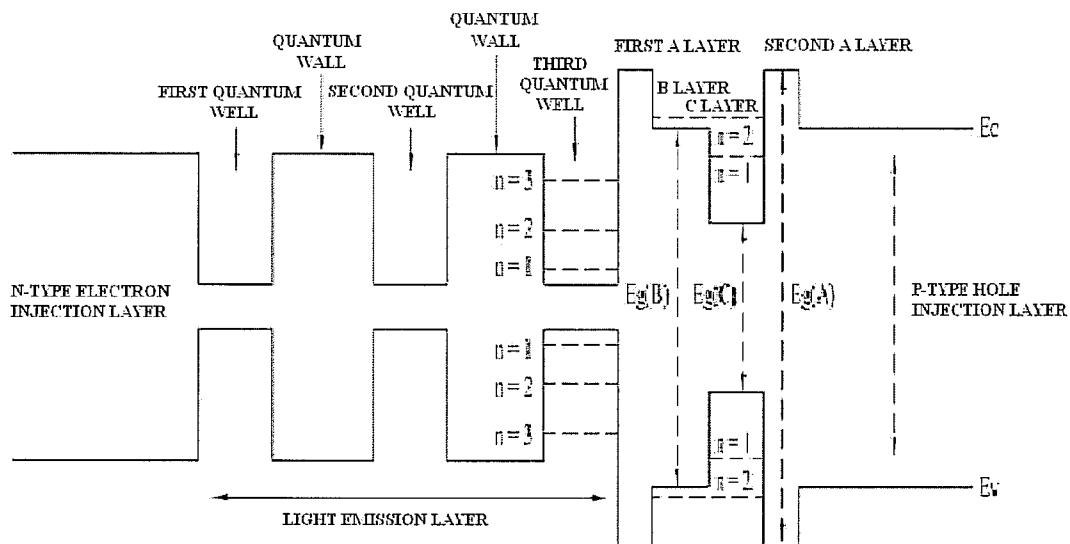 QUANTUM
WALL
QUANTUM
WALL
FIRST QUANTUM
WELL
SECOND QUANTUM
WELL
THIRD
QUANTUM
WELL
FIRST A LAYER
SECOND A LAYER
B LAYER
C LAYER
Ec
n=2
n=1
n=3
n=2
n=1
N-TYPE ELECTRON
INJECTION LAYER
Eg(B)
Eg(C)
Eg(A)
P-TYPE HOLE
INJECTION LAYER
n=1
n=2
n=3
n=1
n=2
Ev
LIGHT EMISSION LAYER